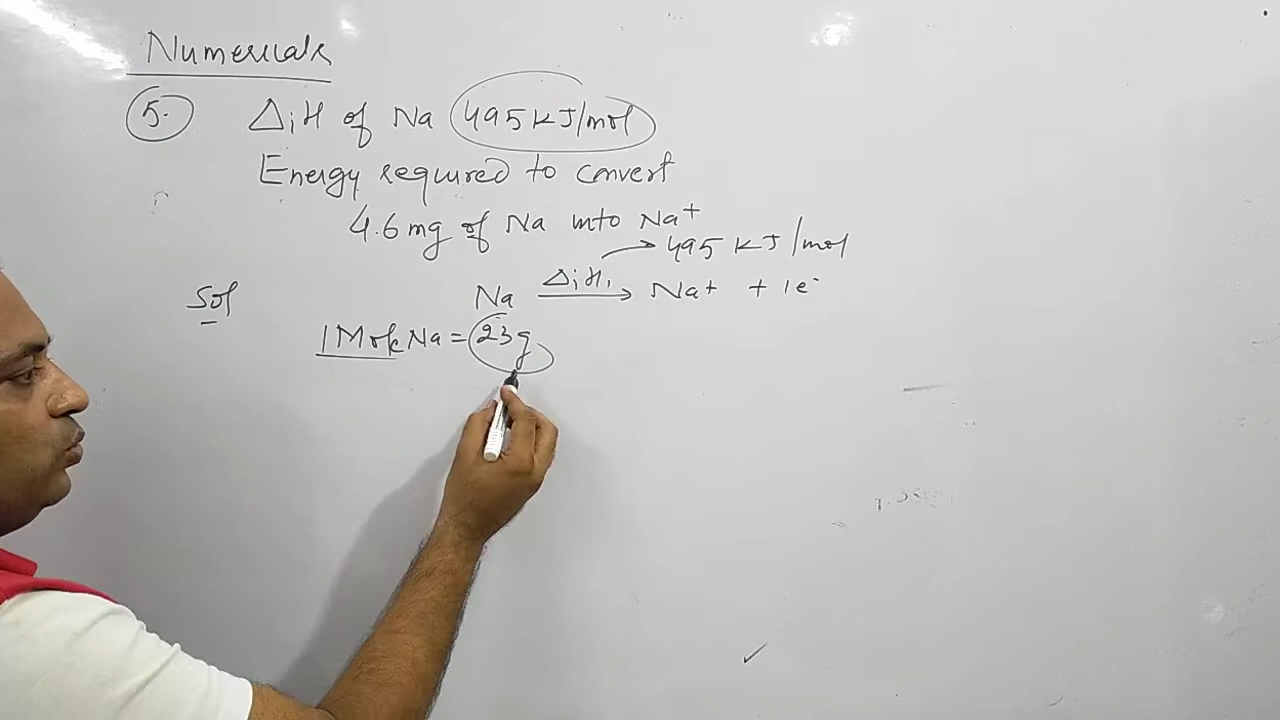 Numericals
5. ΔiH of Na 495 KJ/mol
Energy required to convert
4.6 mg of Na into Na+
495 KJ/mol
Sol Na ΔiH1 → Na+ + 1e-
1 Mole Na = 23g